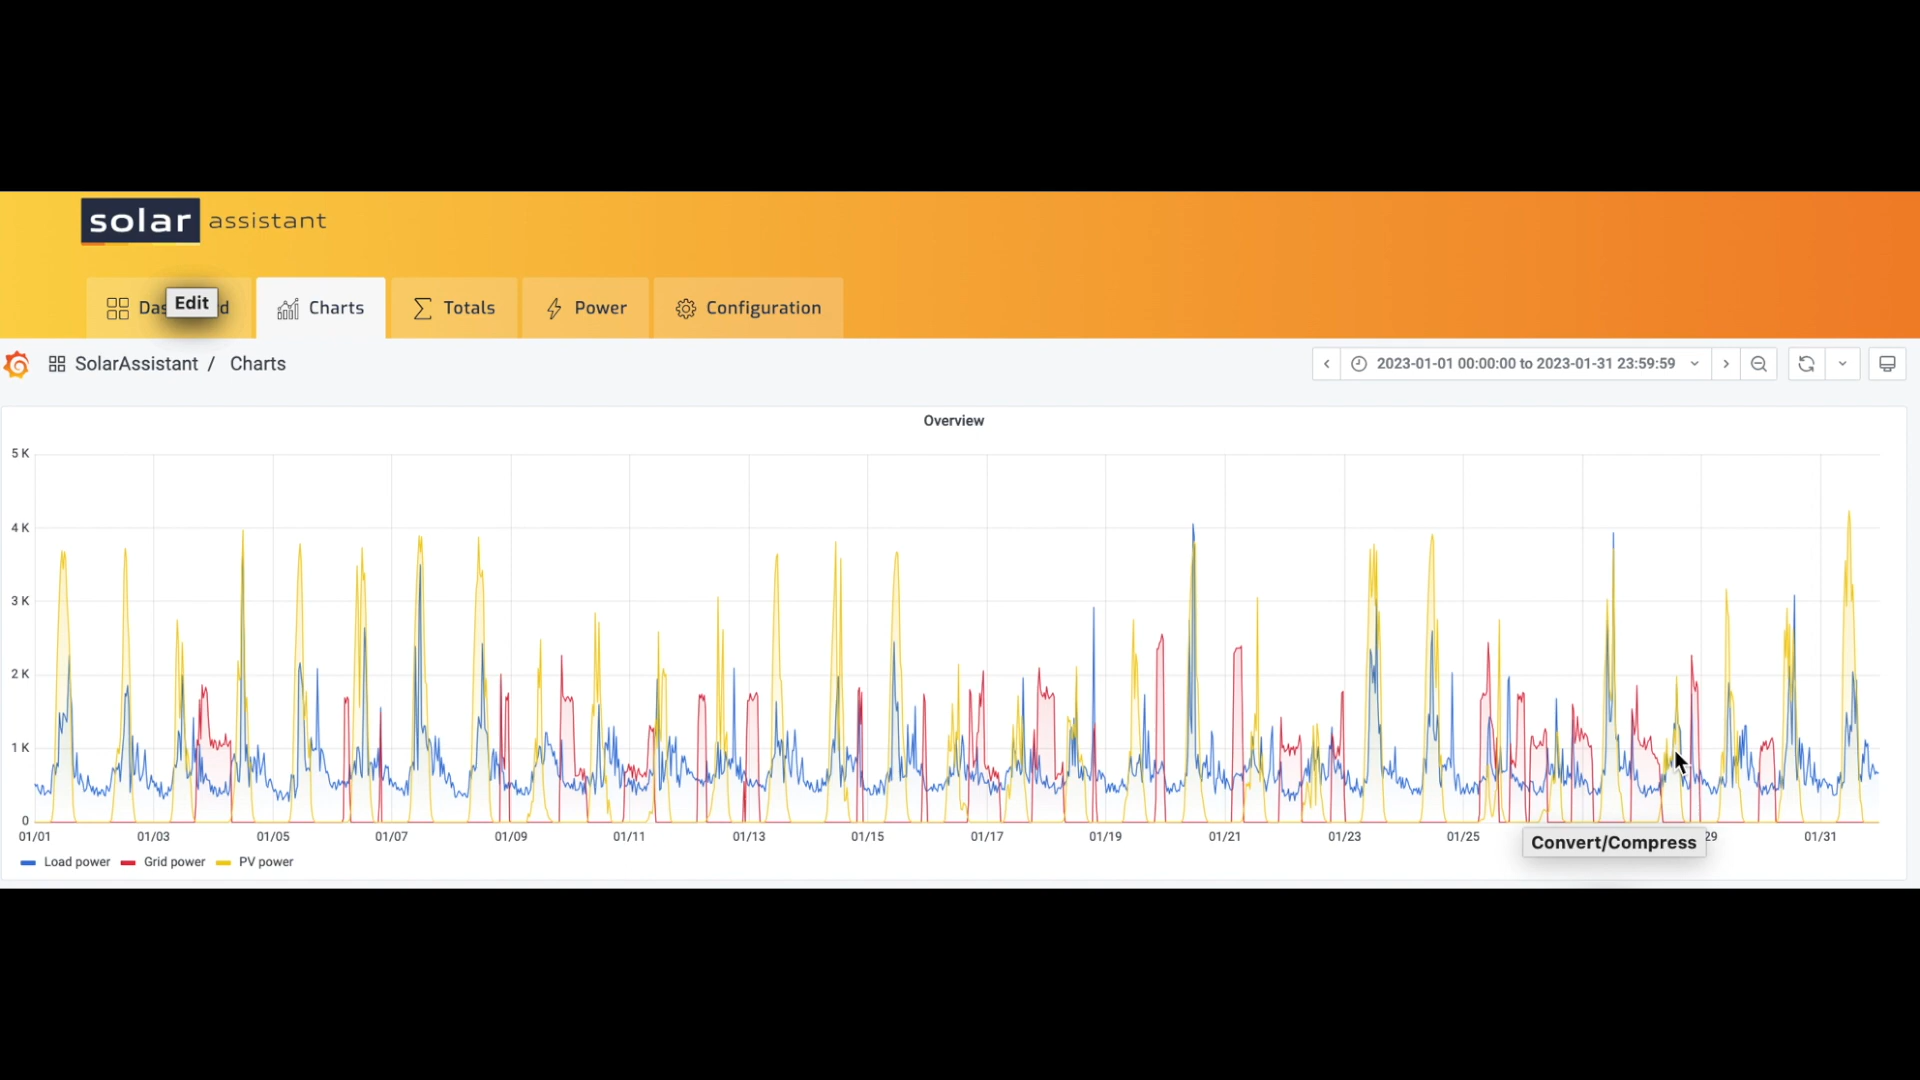 solar assistant
Edit
Charts
Totals
Power
Configuration
SolarAssistant / Charts
2023-01-01 00:00:00 to 2023-01-31 23:59:59
Overview
5 K
4 K
3 K
2 K
1 K
0
01/01 01/03 01/05 01/07 01/09 01/11 01/13 01/15 01/17 01/19 01/21 01/23 01/25 01/31
Convert/Compress
Load power Grid power PV power